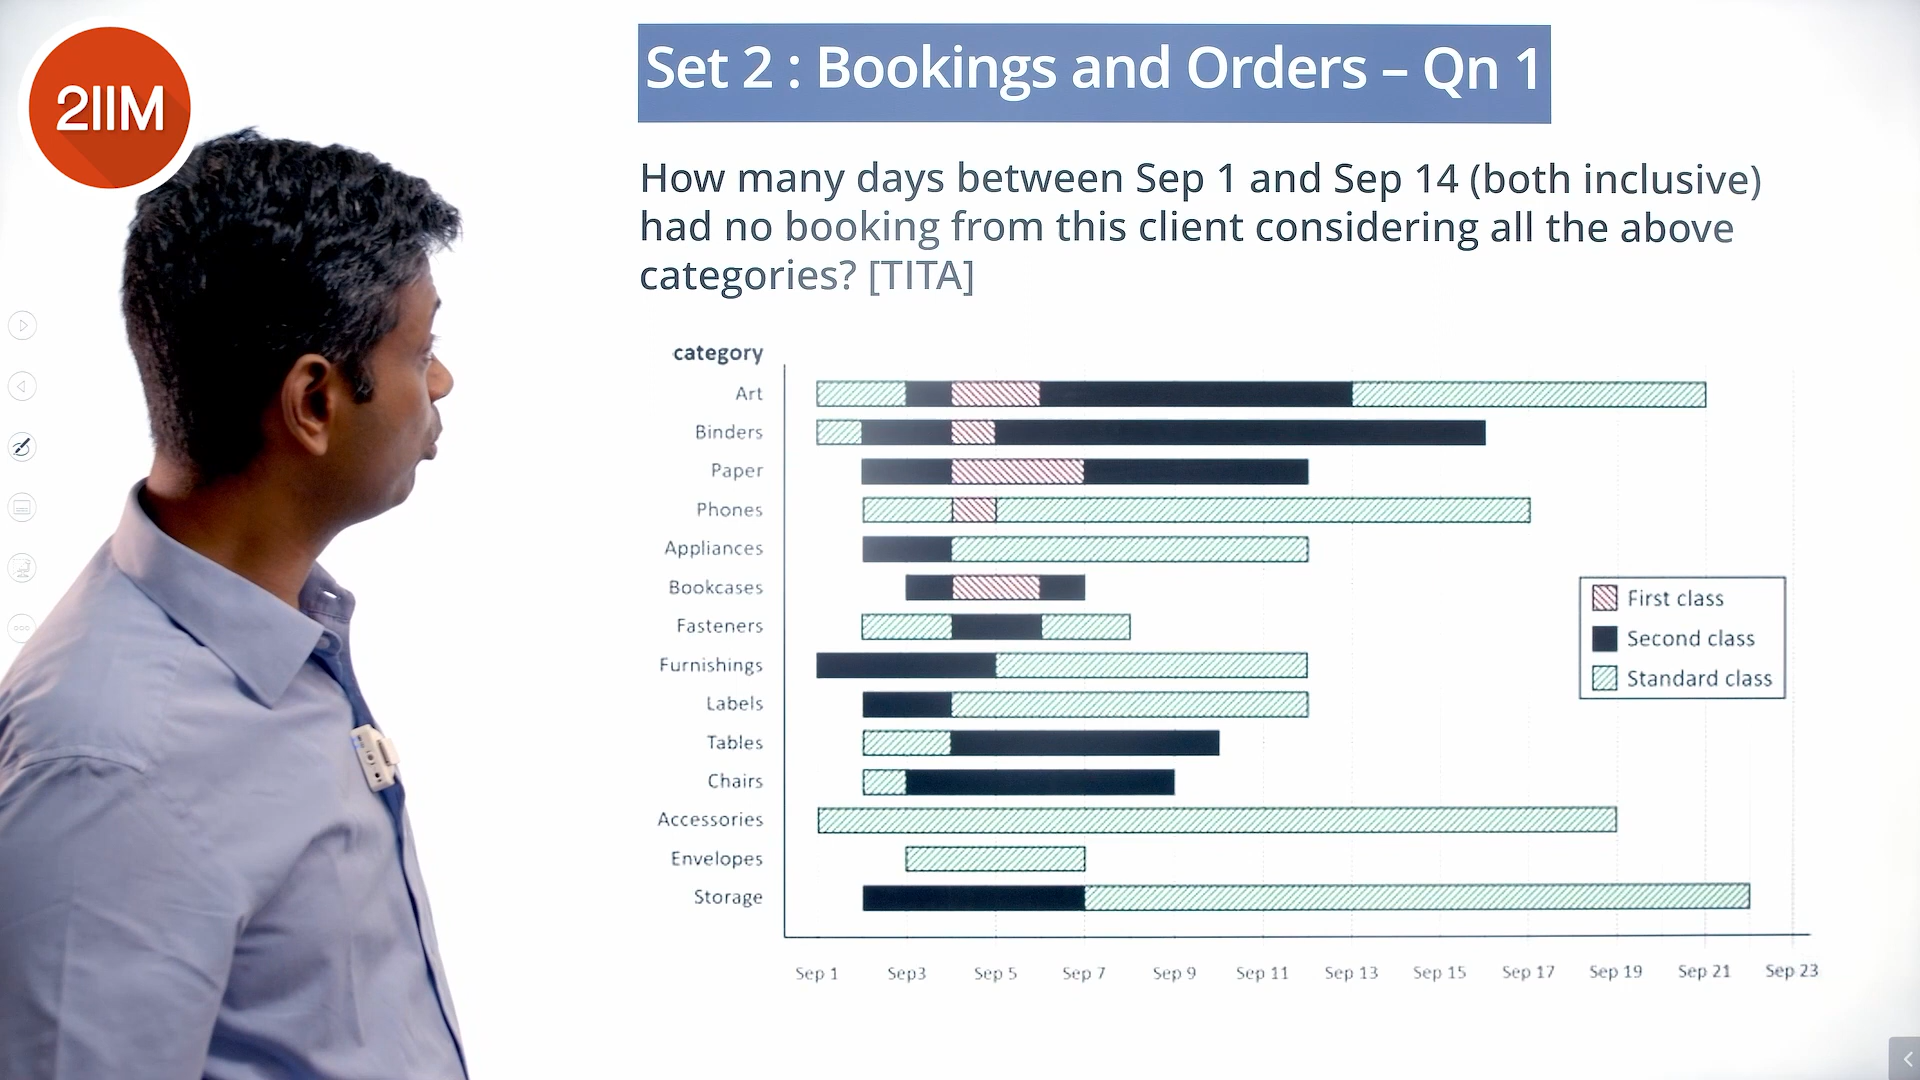 2IIM
Set 2 : Bookings and Orders – Qn 1
How many days between Sep 1 and Sep 14 (both inclusive)
had no booking from this client considering all the above
categories? [TITA]
category
Art
Binders
Paper
Phones
Appliances
Bookcases
Fasteners
Furnishings
Labels
Tables
Chairs
Accessories
Envelopes
Storage
First class
Second class
Standard class
Sep 1 Sep3 Sep 5 Sep 7 Sep 9 Sep 11 Sep 13 Sep 15 Sep 17 Sep 19 Sep 21 Sep 23